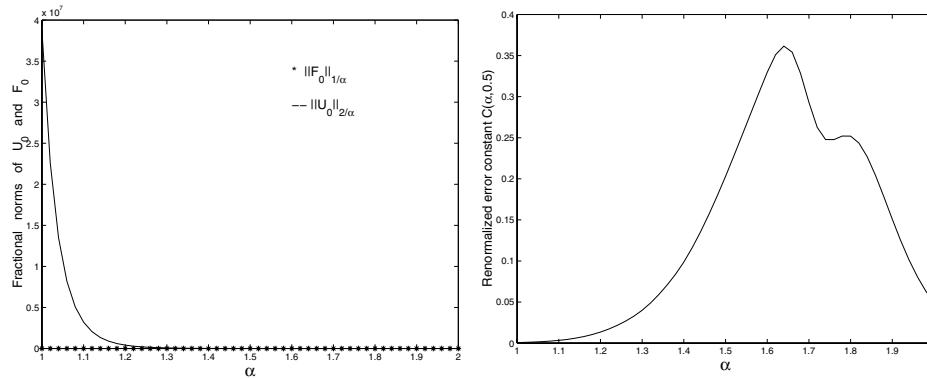 x 10^7
4
3.5
3
2.5
2
1.5
1
0.5
0
Fractional norms of U_0 and F_0
* ||F_0||_{1/α}
−− ||U_0||_{2/α}
1 1.1 1.2 1.3 1.4 1.5 1.6 1.7 1.8 1.9 2
α
0.4
0.35
0.3
0.25
0.2
0.15
0.1
0.05
0
Renormalized error constant C(α,0.5)
1 1.1 1.2 1.3 1.4 1.5 1.6 1.7 1.8 1.9
α